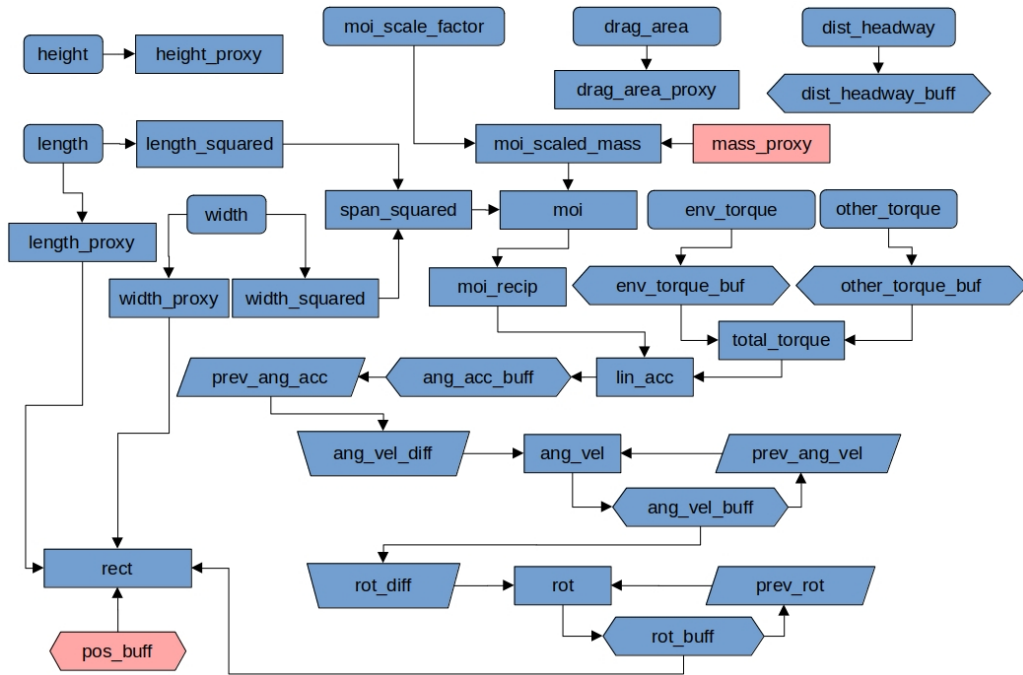 moi_scale_factor
drag_area
dist_headway
height
height_proxy
drag_area_proxy
dist_headway_buff
length
length_squared
moi_scaled_mass
mass_proxy
width
span_squared
moi
env_torque
other_torque
length_proxy
width_proxy
width_squared
moi_recip
env_torque_buf
other_torque_buf
total_torque
prev_ang_acc
ang_acc_buff
lin_acc
ang_vel_diff
ang_vel
prev_ang_vel
ang_vel_buff
rect
rot_diff
rot
prev_rot
rot_buff
pos_buff